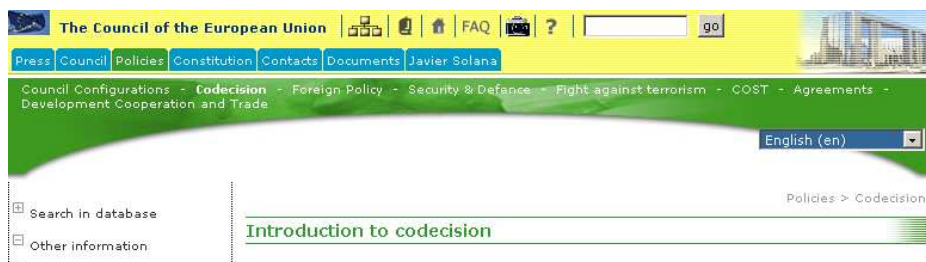 The Council of the European Union FAQ ? go
Press Council Policies Constitution Contacts Documents Javier Solana
Council Configurations - Codecision - Foreign Policy - Security & Defence - Fight against terrorism - COST - Agreements -
Development Cooperation and Trade
English (en)
Policies > Codecision
Search in database
Introduction to codecision
Other information